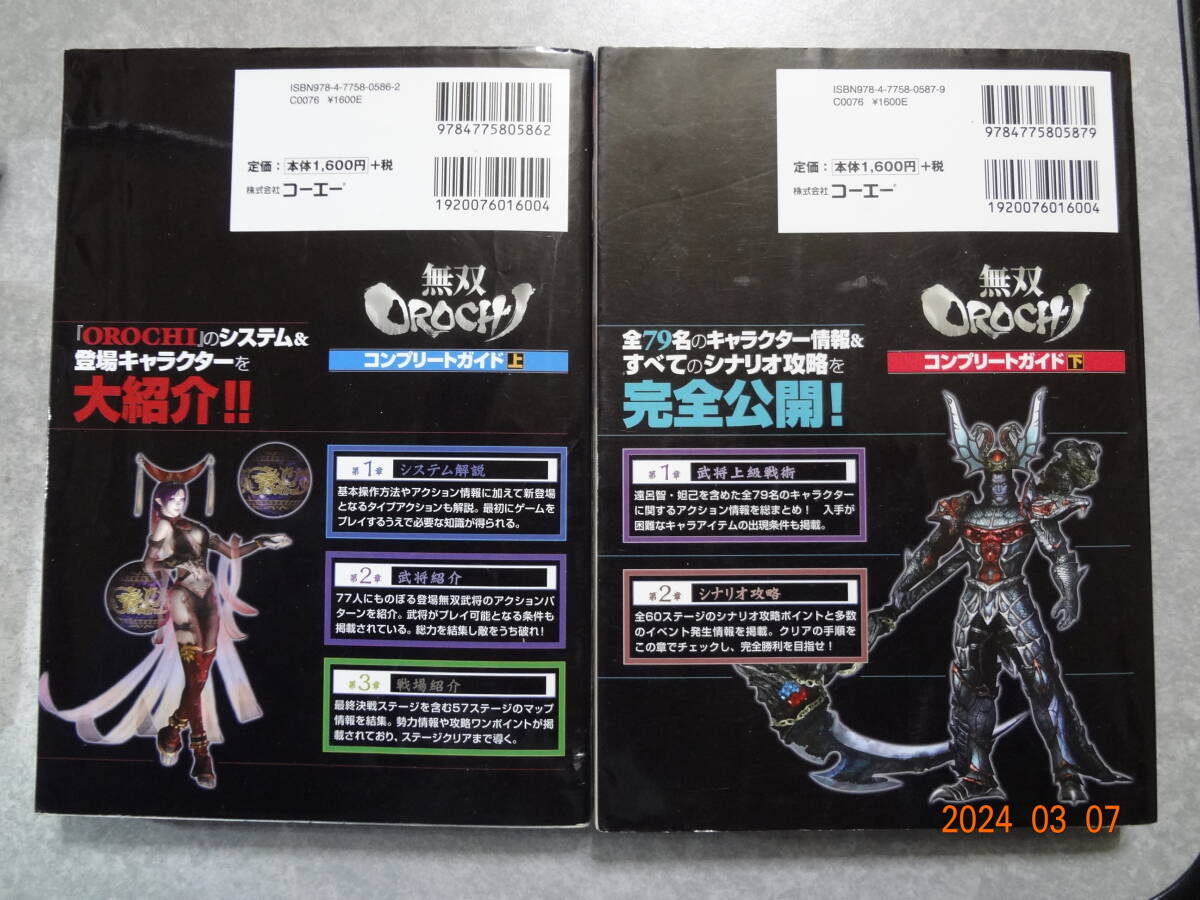 ISBN978-4-7758-0586-2
C0076 ¥1600E
9784775805862
定価：本体1,600円+税
株式会社コーエー®
1920076016004
無双
OROCHI
コンプリートガイド上
『OROCHI』のシステム&
登場キャラクターを
大紹介!!
第1章 システム解説
基本操作方法やアクション情報に加えて新登場
となるタイプアクションも解説。最初にゲームを
プレイするうえで必要な知識が得られる。
第2章 武将紹介
77人にものぼる登場無双武将のアクションパ
ターンを紹介。武将がプレイ可能となる条件も
掲載されている。総力を結集し敵をうち破れ!
第3章 戦場紹介
最終決戦ステージを含む57ステージのマップ
情報を結集。勢力情報や攻略ワンポイントが掲
載されており、ステージクリアまで導く。
ISBN978-4-7758-0587-9
C0076 ¥1600E
9784775805879
定価：本体1,600円+税
株式会社コーエー®
1920076016004
無双
OROCHI
コンプリートガイド下
全79名のキャラクター情報&
すべてのシナリオ攻略を
完全公開!
第1章 武将上級戦術
遠呂智・妲己を含めた全79名のキャラクター
に関するアクション情報を総まとめ! 入手が
困難なキャラアイテムの出現条件も掲載。
第2章 シナリオ攻略
全60ステージのシナリオ攻略ポイントと多数
のイベント発生情報を掲載。クリアの手順を
この章でチェックし、完全勝利を目指せ!
2024 03 07